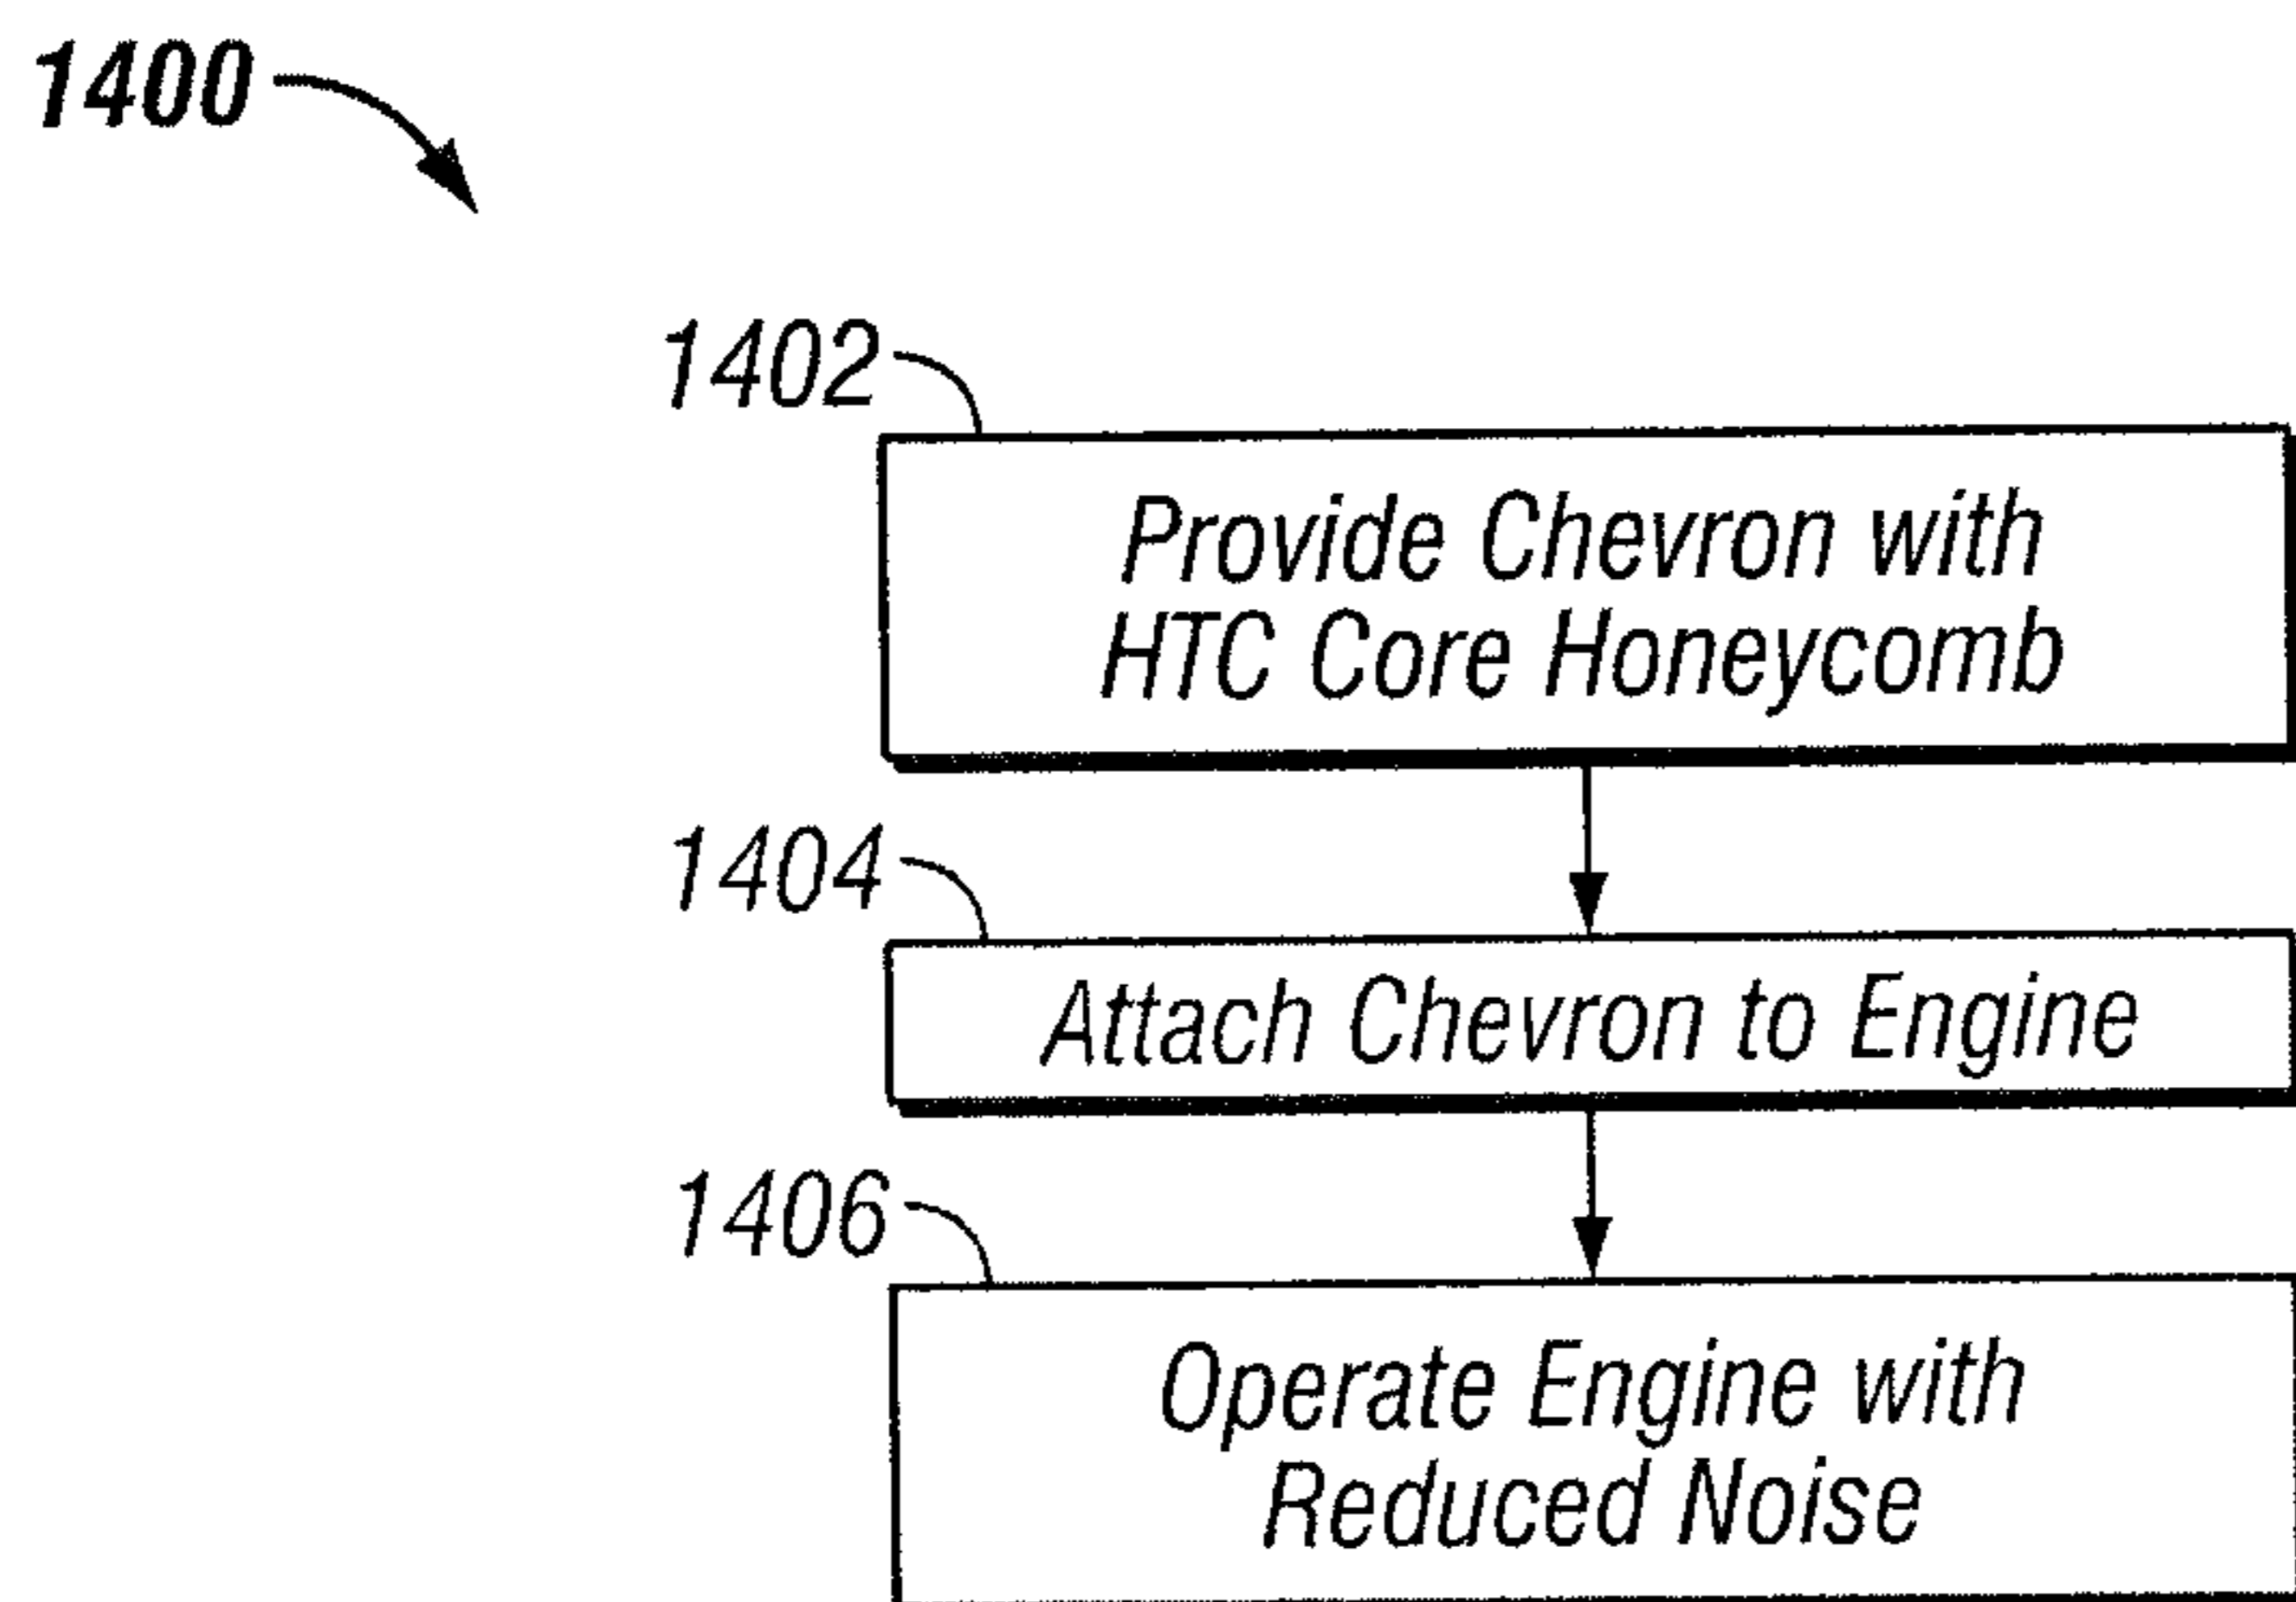 1400
1402
Provide Chevron with
HTC Core Honeycomb
1404
Attach Chevron to Engine
1406
Operate Engine with
Reduced Noise